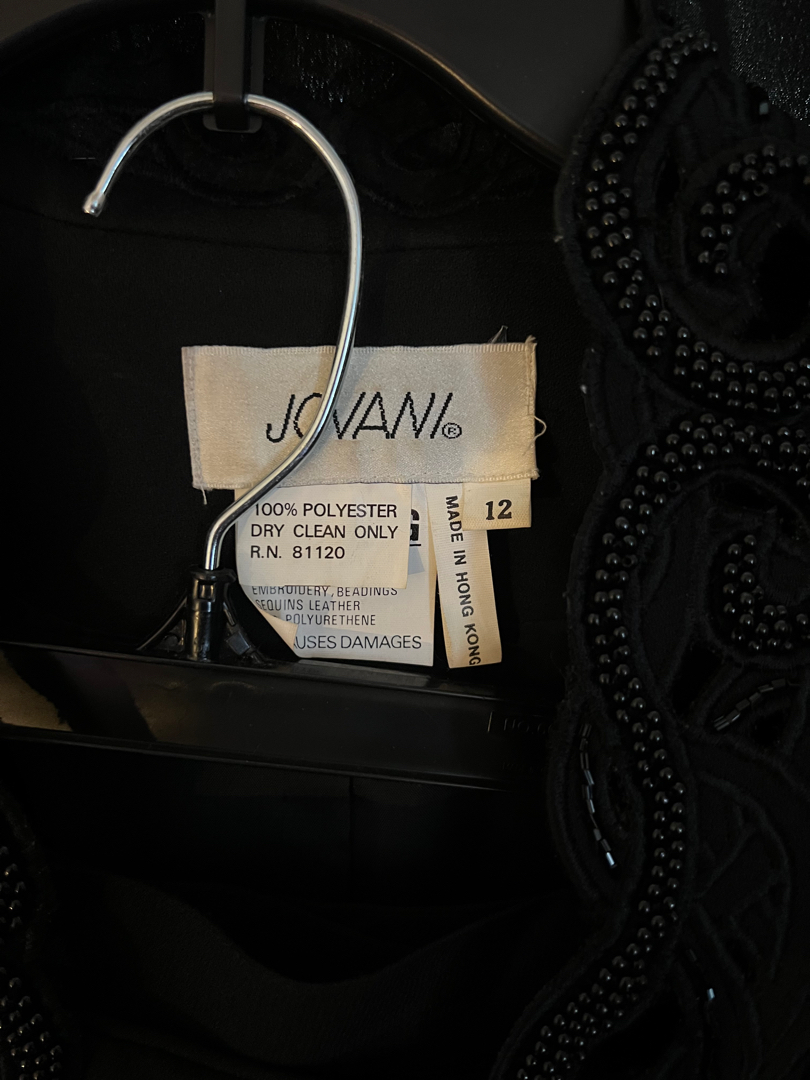 JOVANI®
100% POLYESTER
DRY CLEAN ONLY
R.N. 81120
G
EMBROIDERY, BEADINGS
SEQUINS LEATHER
POLYURETHENE
USES DAMAGES
MADE IN HONG KONG
12